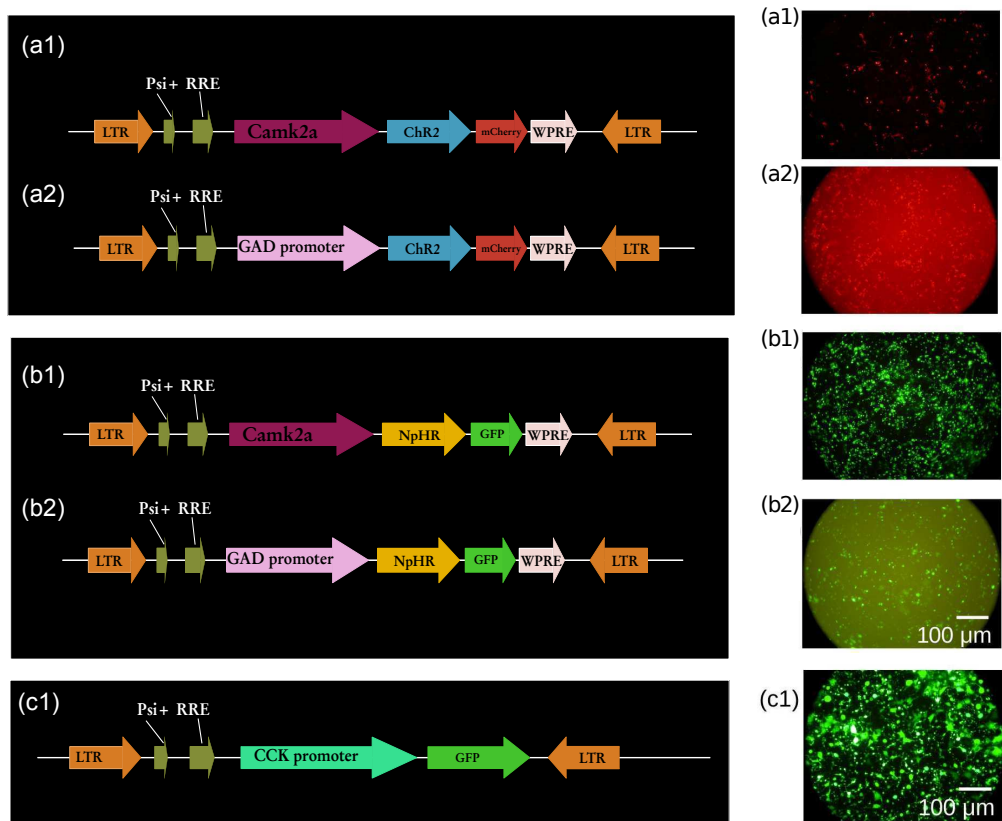 (a1)
Psi+ RRE
LTR Camk2a ChR2 mCherry WPRE LTR
(a2)
Psi+ RRE
LTR GAD promoter ChR2 mCherry WPRE LTR
(b1)
Psi+ RRE
LTR Camk2a NpHR GFP WPRE LTR
(b2)
Psi+ RRE
LTR GAD promoter NpHR GFP WPRE LTR
(c1)
Psi+ RRE
LTR CCK promoter GFP LTR
(a1)
(a2)
(b1)
(b2)
100 μm
(c1)
100 μm